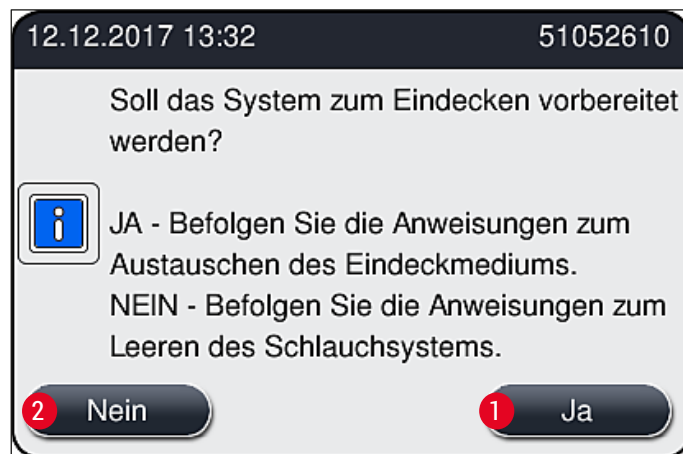 12.12.2017 13:32 51052610
Soll das System zum Eindecken vorbereitet
werden?
JA - Befolgen Sie die Anweisungen zum
Austauschen des Eindeckmediums.
NEIN - Befolgen Sie die Anweisungen zum
Leeren des Schlauchsystems.
2 Nein 1 Ja